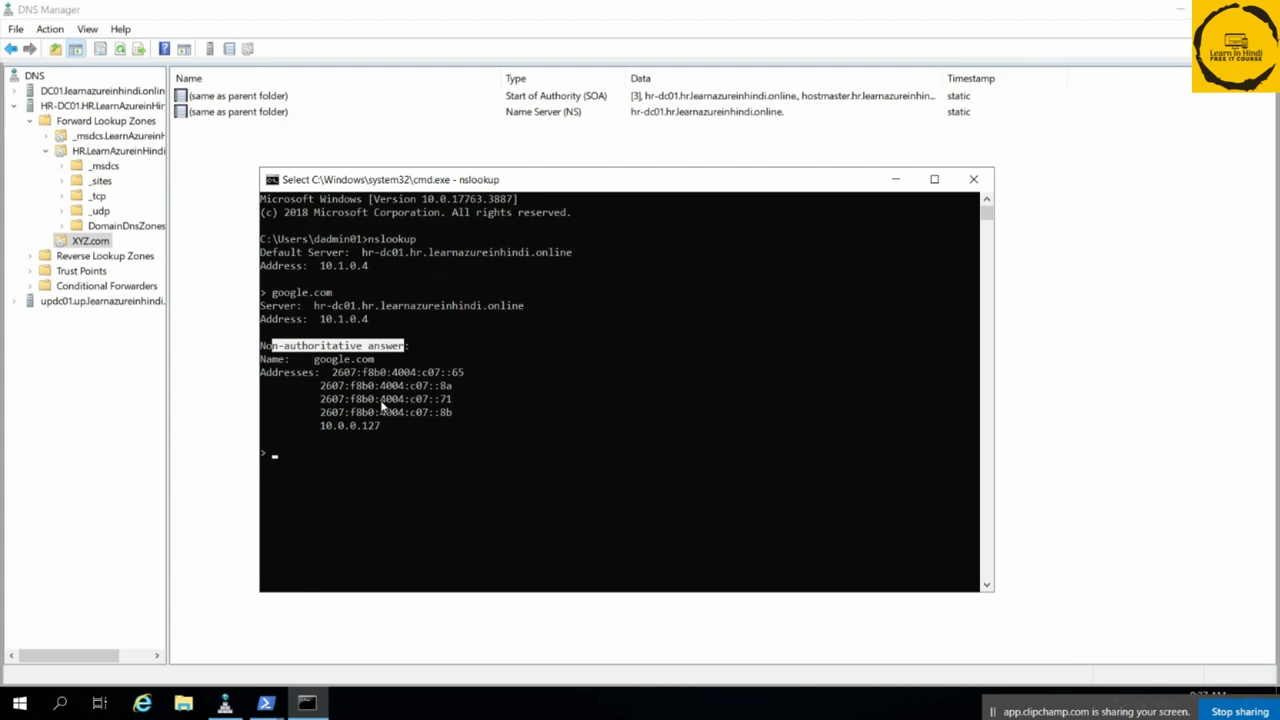 DNS Manager
File Action View Help
Learn In Hindi
FREE IT COURSE
DNS
DC01.learnazureinhindi.onlin
HR-DC01.HR.LearnAzureinHir
Forward Lookup Zones
_msdcs.LearnAzureinH
HR.LearnAzureinHindi
_msdcs
_sites
_tcp
_udp
DomainDnsZones
XYZ.com
Reverse Lookup Zones
Trust Points
Conditional Forwarders
updc01.up.learnazureinhindi.
Name Type Data Timestamp
(same as parent folder) Start of Authority (SOA) [3], hr-dc01.hr.learnazureinhindi.online., hostmaster.hr.learnazureinhin... static
(same as parent folder) Name Server (NS) hr-dc01.hr.learnazureinhindi.online. static
Select C:\Windows\system32\cmd.exe - nslookup
Microsoft Windows [Version 10.0.17763.3887]
(c) 2018 Microsoft Corporation. All rights reserved.
C:\Users\dadmin01>nslookup
Default Server: hr-dc01.hr.learnazureinhindi.online
Address: 10.1.0.4
> google.com
Server: hr-dc01.hr.learnazureinhindi.online
Address: 10.1.0.4
Non-authoritative answer:
Name: google.com
Addresses: 2607:f8b0:4004:c07::65
2607:f8b0:4004:c07::8a
2607:f8b0:4004:c07::71
2607:f8b0:4004:c07::8b
10.0.0.127
>
app.clipchamp.com is sharing your screen.
Stop sharing